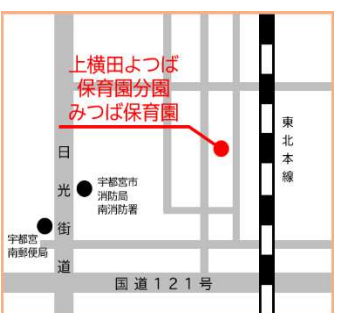 上横田よつば
保育園分園
みつば保育園
東北本線
日光街道
宇都宮市
消防局
南消防署
宇都宮
南郵便局
国道121号